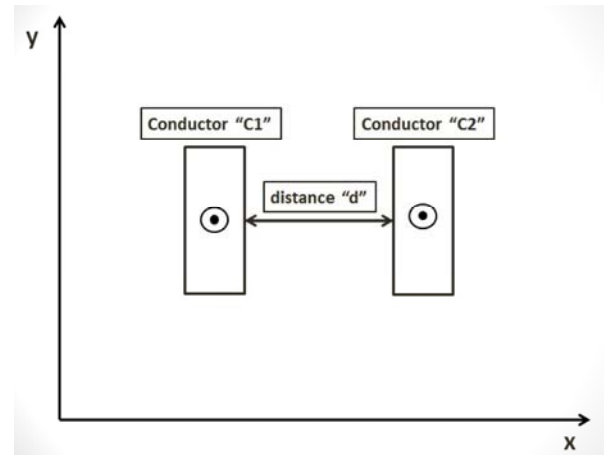 y
Conductor “C1”
Conductor “C2”
distance “d”
x